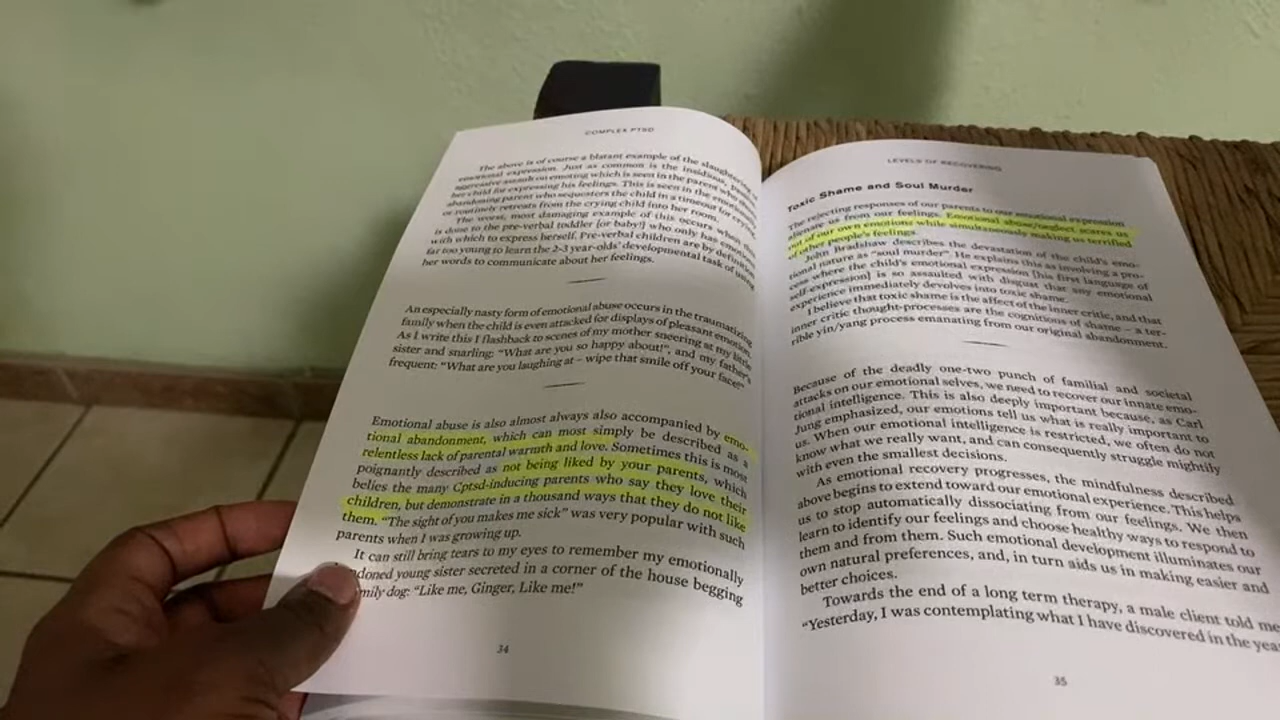 COMPLEX PTSD
The above is of course a blatant example of the slaughtering
emotional expression. Just as common is the insidious,
aggressive assault on emoting which is seen in the parent who
her child for expressing his feelings. This is seen in the
abandoning parent who sequesters the child in a timeout for crying,
or routinely retreats from the crying child into her room.
The worst, most damaging example of this occurs when
is done to the pre-verbal toddler [or baby!] who only has
with which to express herself. Pre-verbal children are by definition
far too young to learn the 2-3 year-olds' developmental task of using
her words to communicate about her feelings.
An especially nasty form of emotional abuse occurs in the traumatizing
family when the child is even attacked for displays of pleasant emotion.
As I write this I flashback to scenes of my mother sneering at my little
sister and snarling: "What are you so happy about!", and my father's
frequent: "What are you laughing at – wipe that smile off your face!"
Emotional abuse is also almost always also accompanied by emo-
tional abandonment, which can most simply be described as a
relentless lack of parental warmth and love. Sometimes this is most
poignantly described as not being liked by your parents, which
belies the many Cptsd-inducing parents who say they love their
children, but demonstrate in a thousand ways that they do not like
them. "The sight of you makes me sick" was very popular with such
parents when I was growing up.
It can still bring tears to my eyes to remember my emotionally
doned young sister secreted in a corner of the house begging
mily dog: "Like me, Ginger, Like me!"
34
LEVELS OF RECOVERING
Toxic Shame and Soul Murder
The rejecting responses of our parents to our emotional expression
alienate us from our feelings. Emotional abuse/neglect scares us
out of our own emotions while simultaneously making us terrified
of other people's feelings.
John Bradshaw describes the devastation of the child's emo-
tional nature as "soul murder". He explains this as involving a pro-
cess where the child's emotional expression [his first language of
self-expression] is so assaulted with disgust that any emotional
experience immediately devolves into toxic shame.
I believe that toxic shame is the affect of the inner critic, and that
inner critic thought-processes are the cognitions of shame – a ter-
rible yin/yang process emanating from our original abandonment.
Because of the deadly one-two punch of familial and societal
attacks on our emotional selves, we need to recover our innate emo-
tional intelligence. This is also deeply important because, as Carl
Jung emphasized, our emotions tell us what is really important to
us. When our emotional intelligence is restricted, we often do not
know what we really want, and can consequently struggle mightily
with even the smallest decisions.
As emotional recovery progresses, the mindfulness described
above begins to extend toward our emotional experience. This helps
us to stop automatically dissociating from our feelings. We then
learn to identify our feelings and choose healthy ways to respond to
them and from them. Such emotional development illuminates our
own natural preferences, and, in turn aids us in making easier and
better choices.
Towards the end of a long term therapy, a male client told me
"Yesterday, I was contemplating what I have discovered in the yea
35